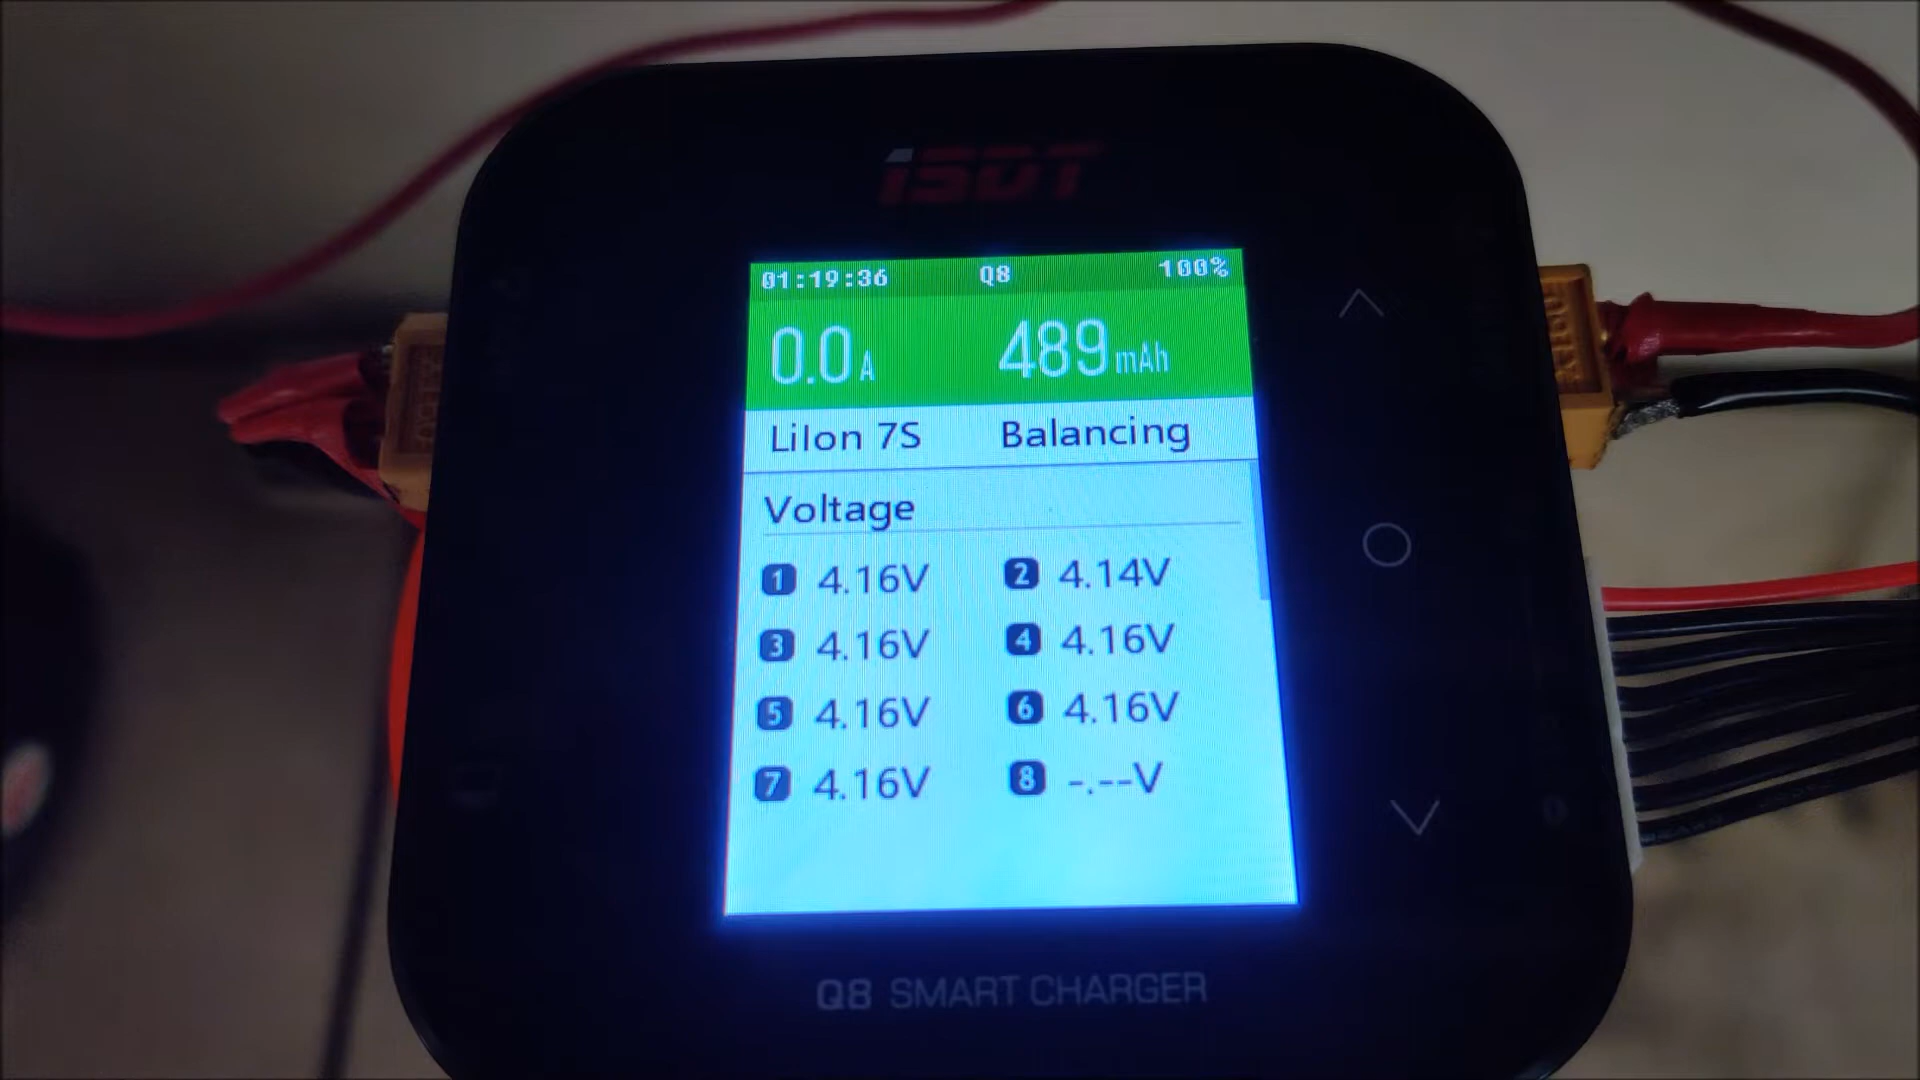 iSDT
01:19:36 Q8 100%
0.0A 489mAh
LiIon 7S Balancing
Voltage
1 4.16V 2 4.14V
3 4.16V 4 4.16V
5 4.16V 6 4.16V
7 4.16V 8 -.--V
Q8 SMART CHARGER